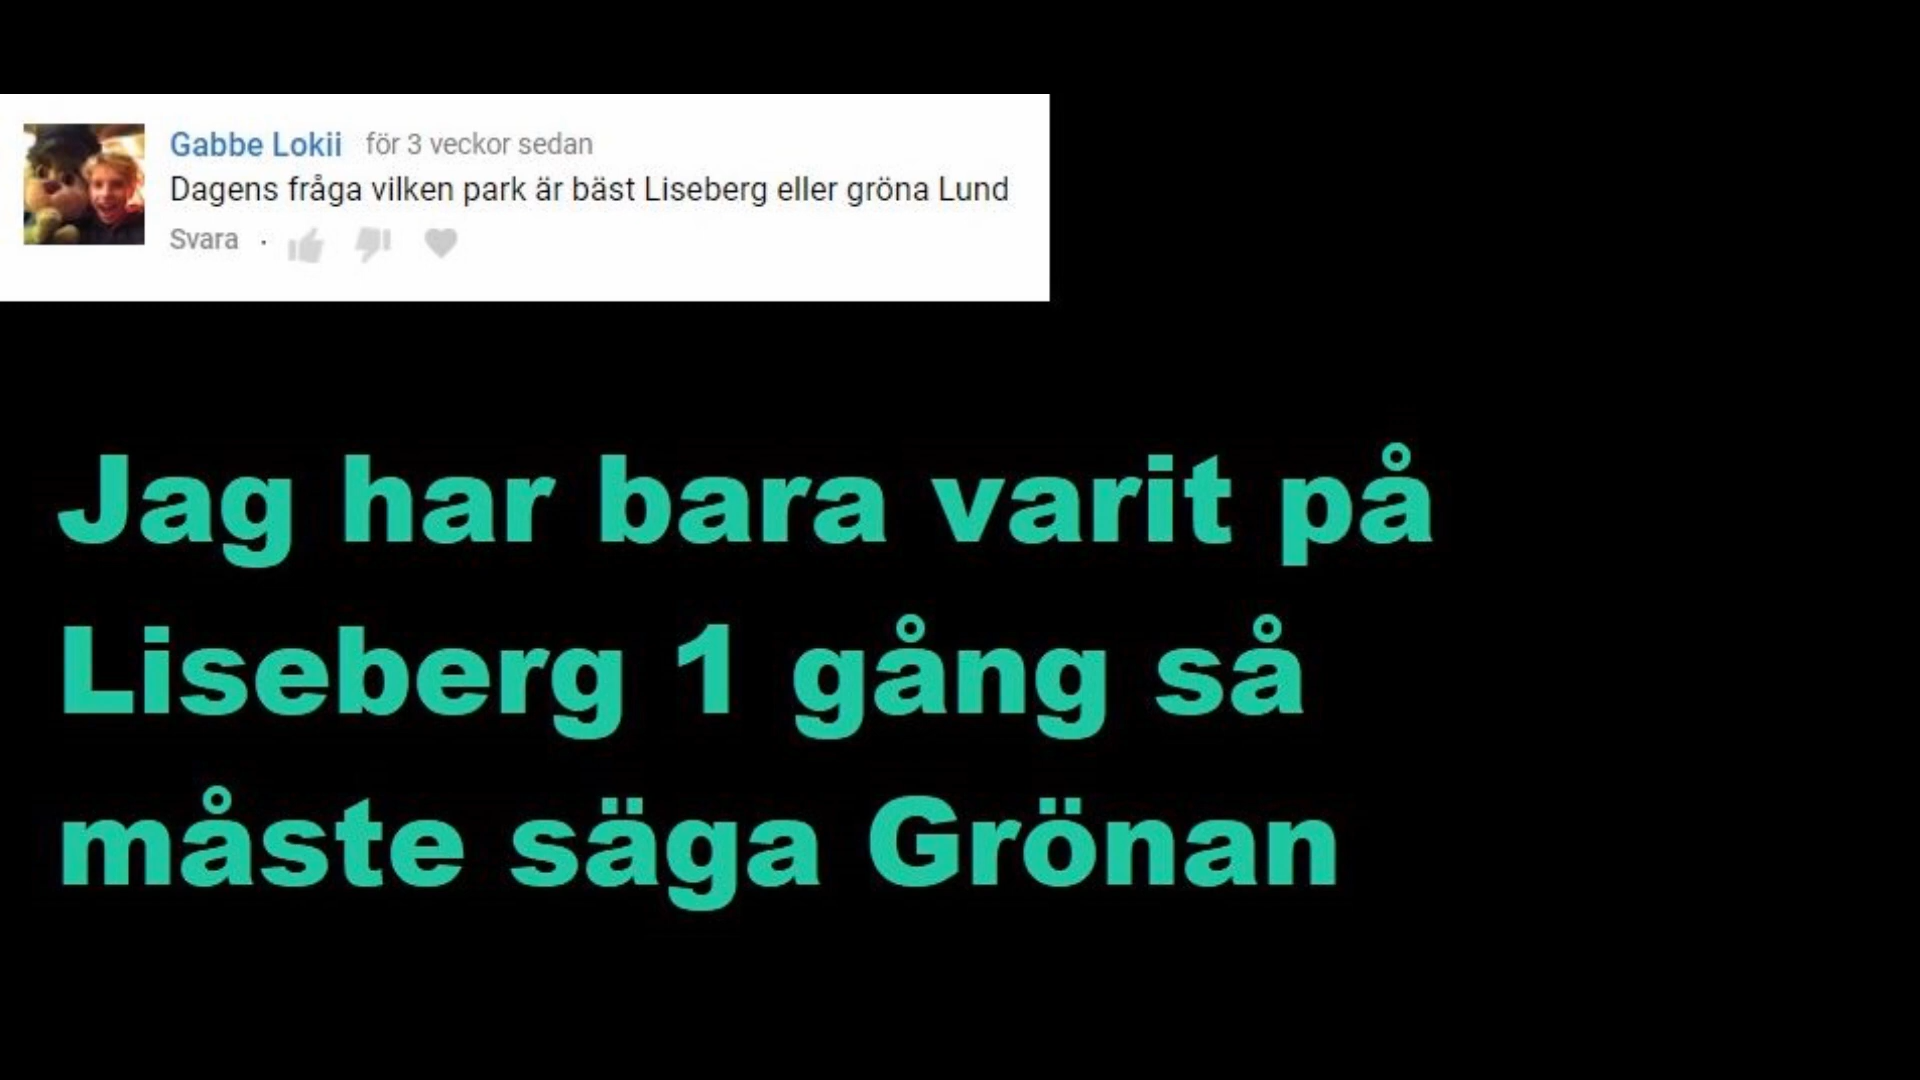 Gabbe Lokii för 3 veckor sedan
Dagens fråga vilken park är bäst Liseberg eller gröna Lund
Svara ·
Jag har bara varit på
Liseberg 1 gång så
måste säga Grönan